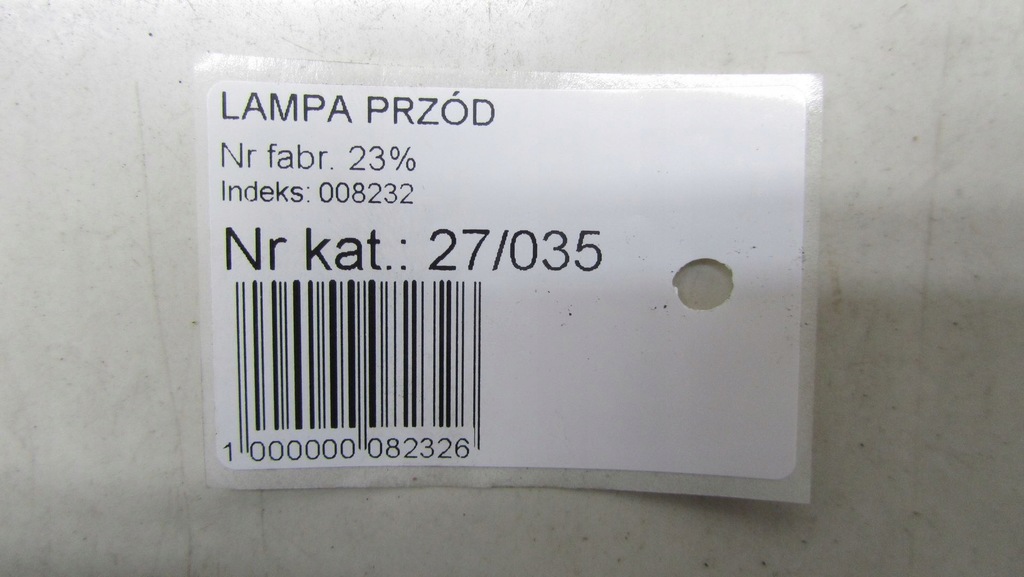 LAMPA PRZÓD
Nr fabr. 23%
Indeks: 008232
Nr kat.: 27/035
1 000000 082326